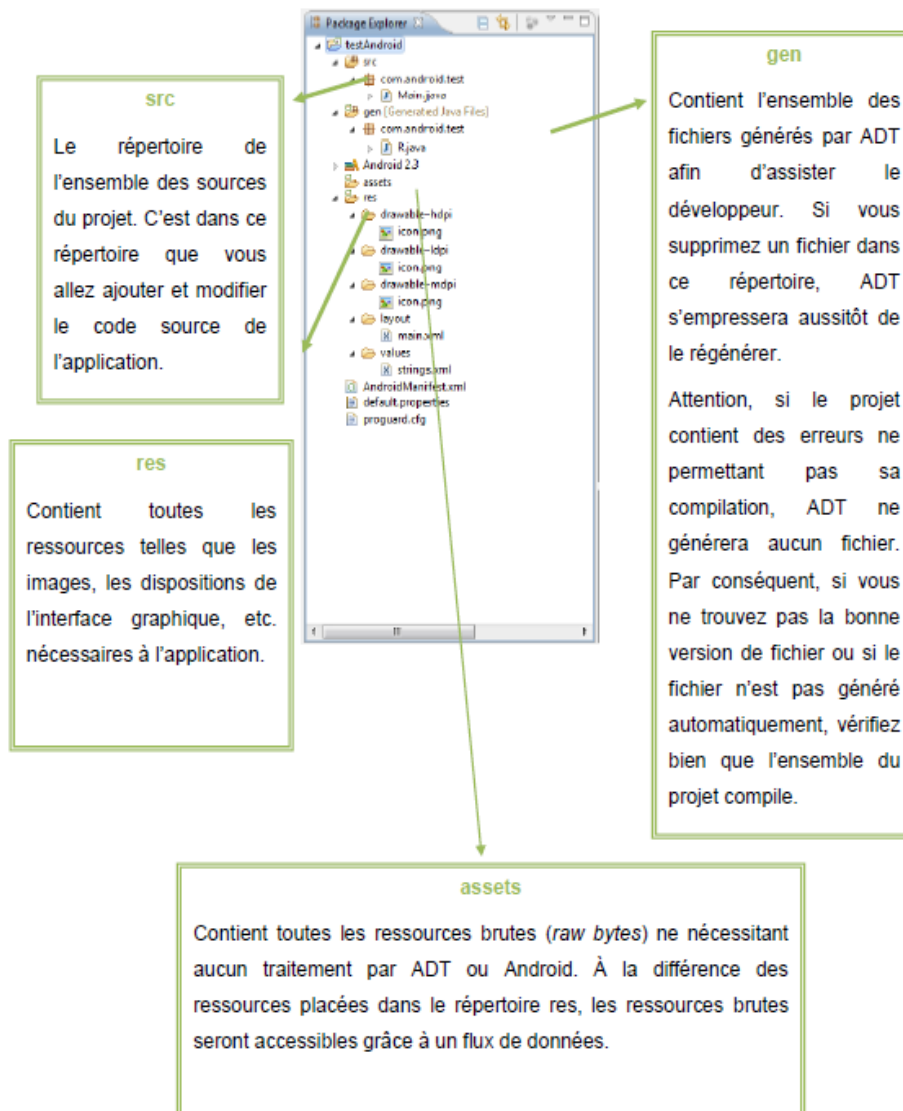 Package Explorer
testAndroid
src
com.android.test
Main.java
gen [Generated Java Files]
com.android.test
R.java
Android 2.3
assets
res
drawable-hdpi
icon.png
drawable-ldpi
icon.png
drawable-mdpi
icon.png
layout
main.xml
values
strings.xml
AndroidManifest.xml
default.properties
proguard.cfg
src
Le répertoire de
l'ensemble des sources
du projet. C'est dans ce
répertoire que vous
allez ajouter et modifier
le code source de
l'application.
res
Contient toutes les
ressources telles que les
images, les dispositions de
l'interface graphique, etc.
nécessaires à l'application.
gen
Contient l'ensemble des
fichiers générés par ADT
afin d'assister le
développeur. Si vous
supprimez un fichier dans
ce répertoire, ADT
s'empressera aussitôt de
le régénérer.
Attention, si le projet
contient des erreurs ne
permettant pas sa
compilation, ADT ne
générera aucun fichier.
Par conséquent, si vous
ne trouvez pas la bonne
version de fichier ou si le
fichier n'est pas généré
automatiquement, vérifiez
bien que l'ensemble du
projet compile.
assets
Contient toutes les ressources brutes (raw bytes) ne nécessitant
aucun traitement par ADT ou Android. À la différence des
ressources placées dans le répertoire res, les ressources brutes
seront accessibles grâce à un flux de données.